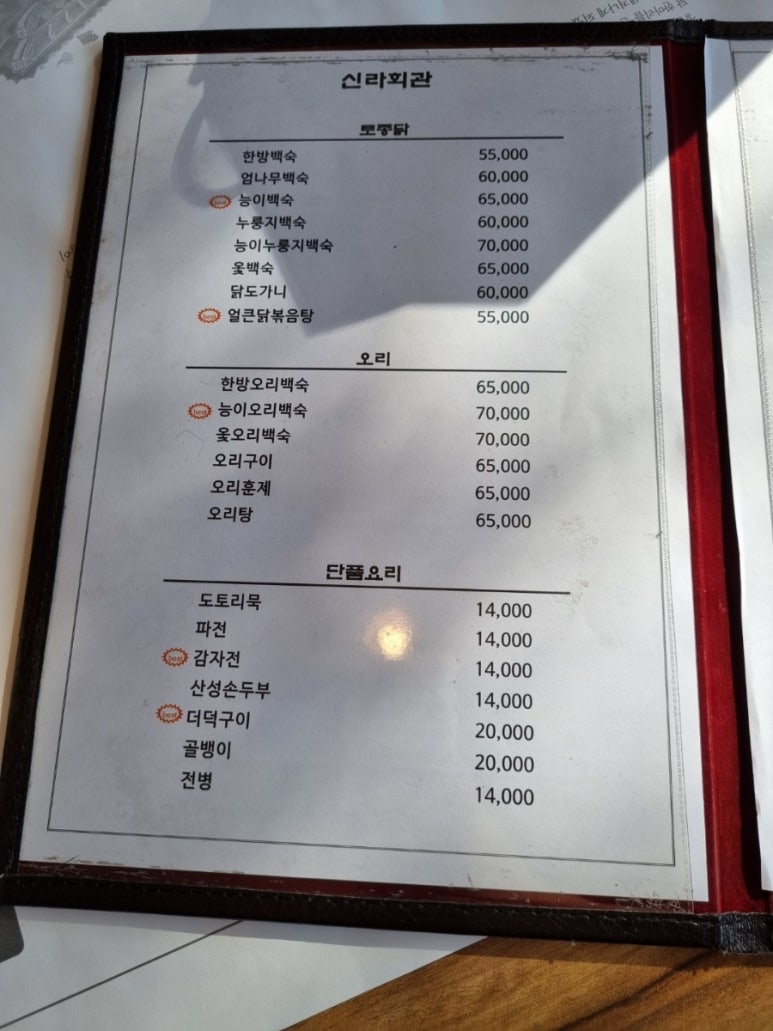 신라회관
토종닭
한방백숙 55,000
엄나무백숙 60,000
best 능이백숙 65,000
누룽지백숙 60,000
능이누룽지백숙 70,000
옻백숙 65,000
닭도가니 60,000
best 얼큰닭볶음탕 55,000
오리
한방오리백숙 65,000
best 능이오리백숙 70,000
옻오리백숙 70,000
오리구이 65,000
오리훈제 65,000
오리탕 65,000
단품요리
도토리묵 14,000
파전 14,000
best 감자전 14,000
산성손두부 14,000
best 더덕구이 20,000
골뱅이 20,000
전병 14,000